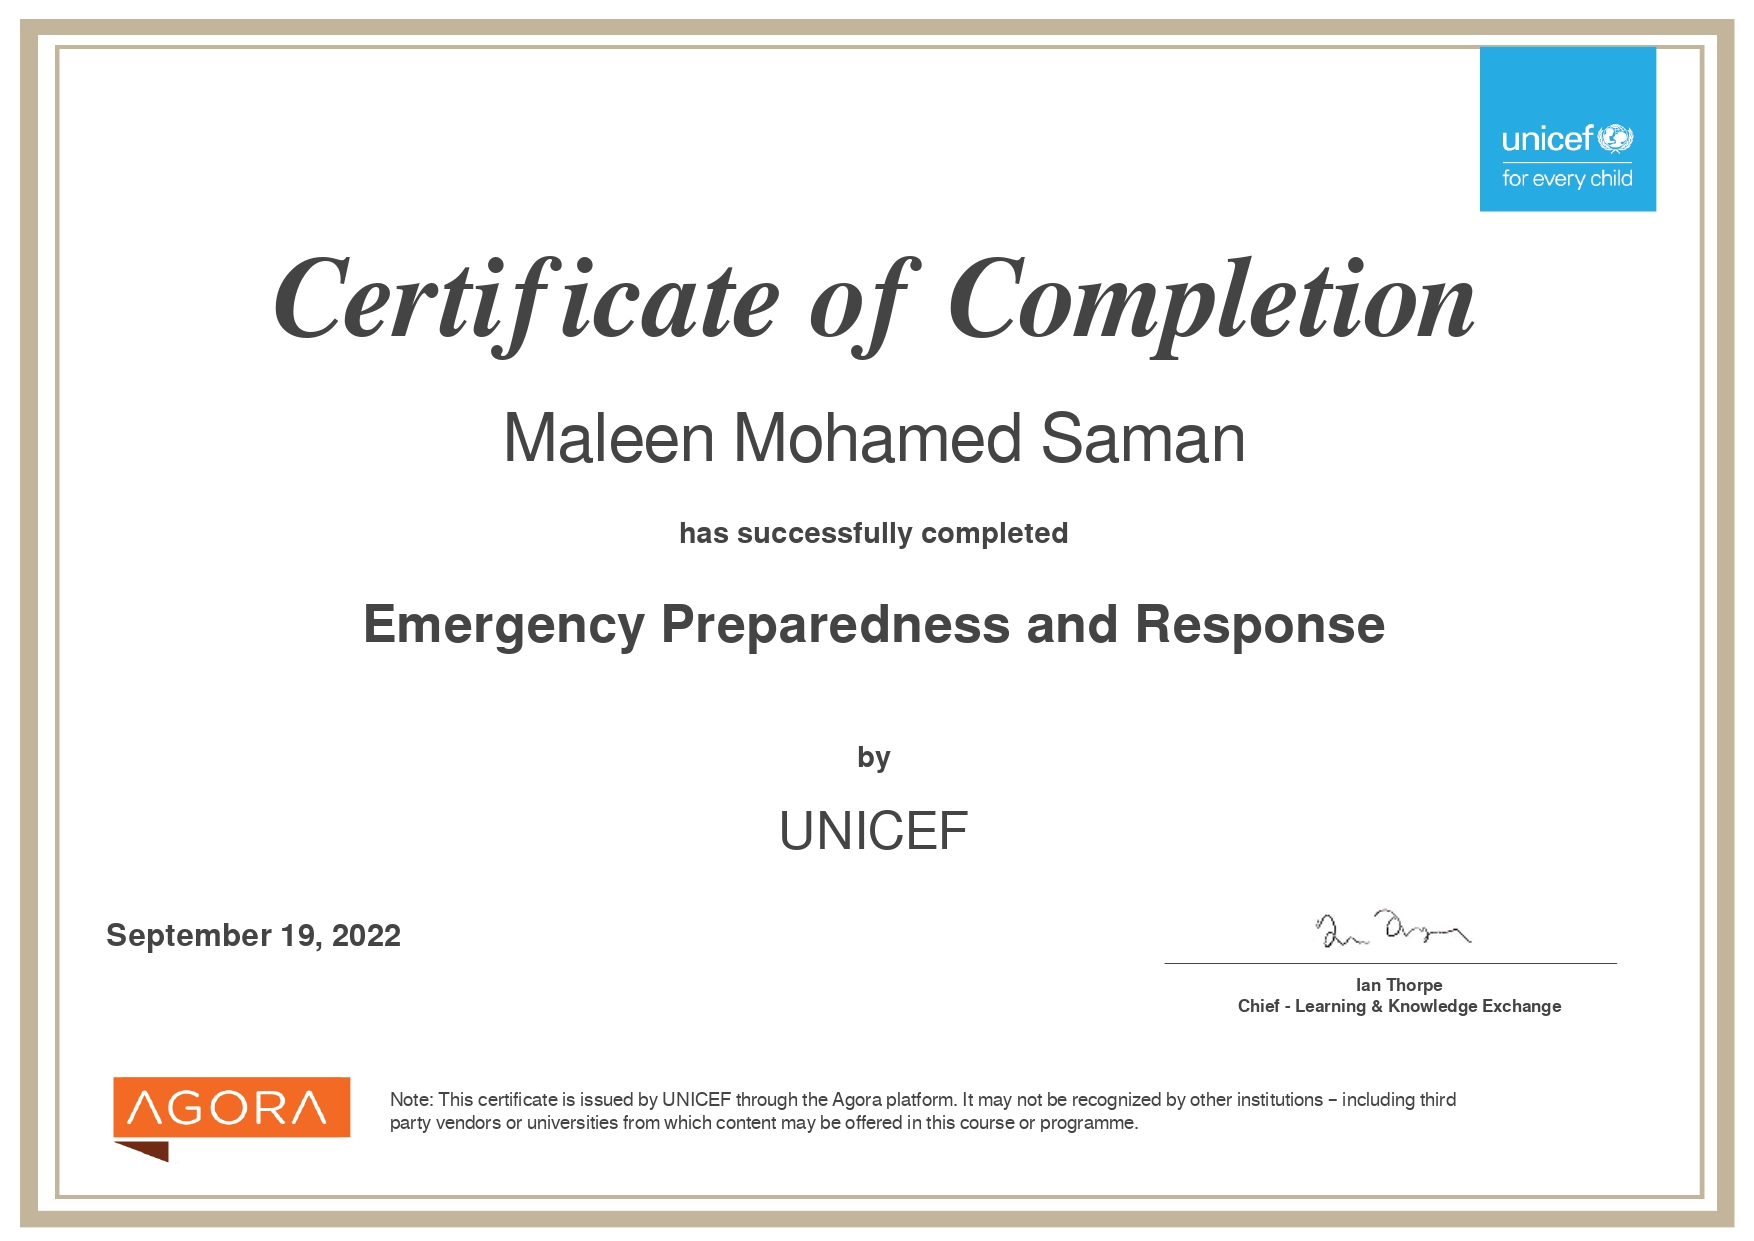 unicef
for every child
Certificate of Completion
Maleen Mohamed Saman
has successfully completed
Emergency Preparedness and Response
by
UNICEF
September 19, 2022
Ian Thorpe
Chief - Learning & Knowledge Exchange
AGORA
Note: This certificate is issued by UNICEF through the Agora platform. It may not be recognized by other institutions – including third
party vendors or universities from which content may be offered in this course or programme.